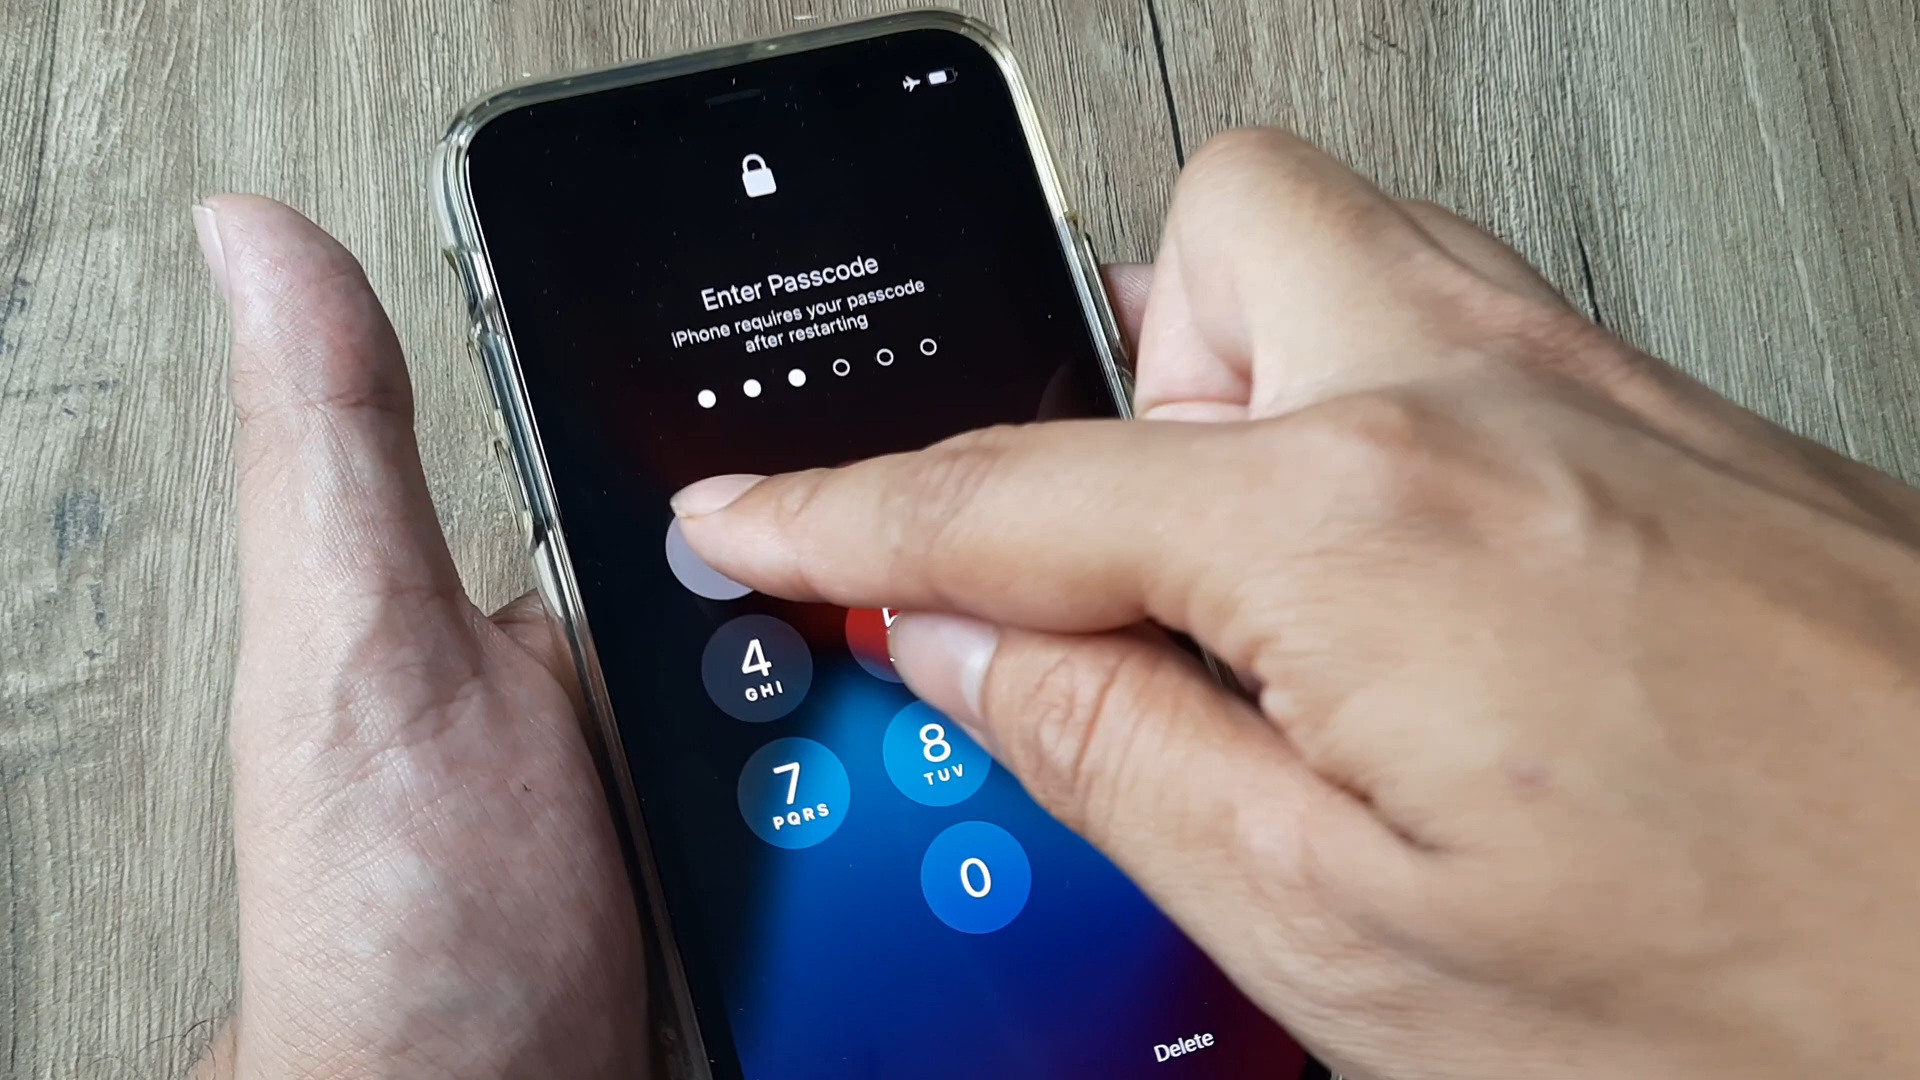 Enter Passcode
iPhone requires your passcode
after restarting
4
GHI
7
PQRS
8
TUV
0
Delete